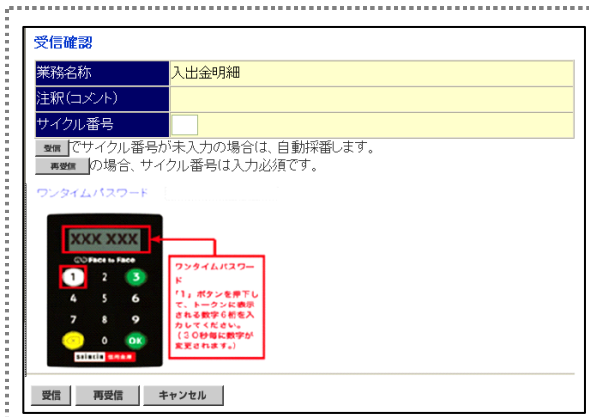 受信確認
業務名称 入出金明細
注釈(コメント)
サイクル番号
受信 でサイクル番号が未入力の場合は、自動採番します。
再受信 の場合、サイクル番号は入力必須です。
ワンタイムパスワード
XXX XXX
Face to Face
1 2 3
4 5 6
7 8 9
0 OK
ワンタイムパスワー
ド
「1」ボタンを押下し
て、トークンに表示
される数字6桁を入
力してください。
(30秒毎に数字が
変更されます。)
受信 再受信 キャンセル